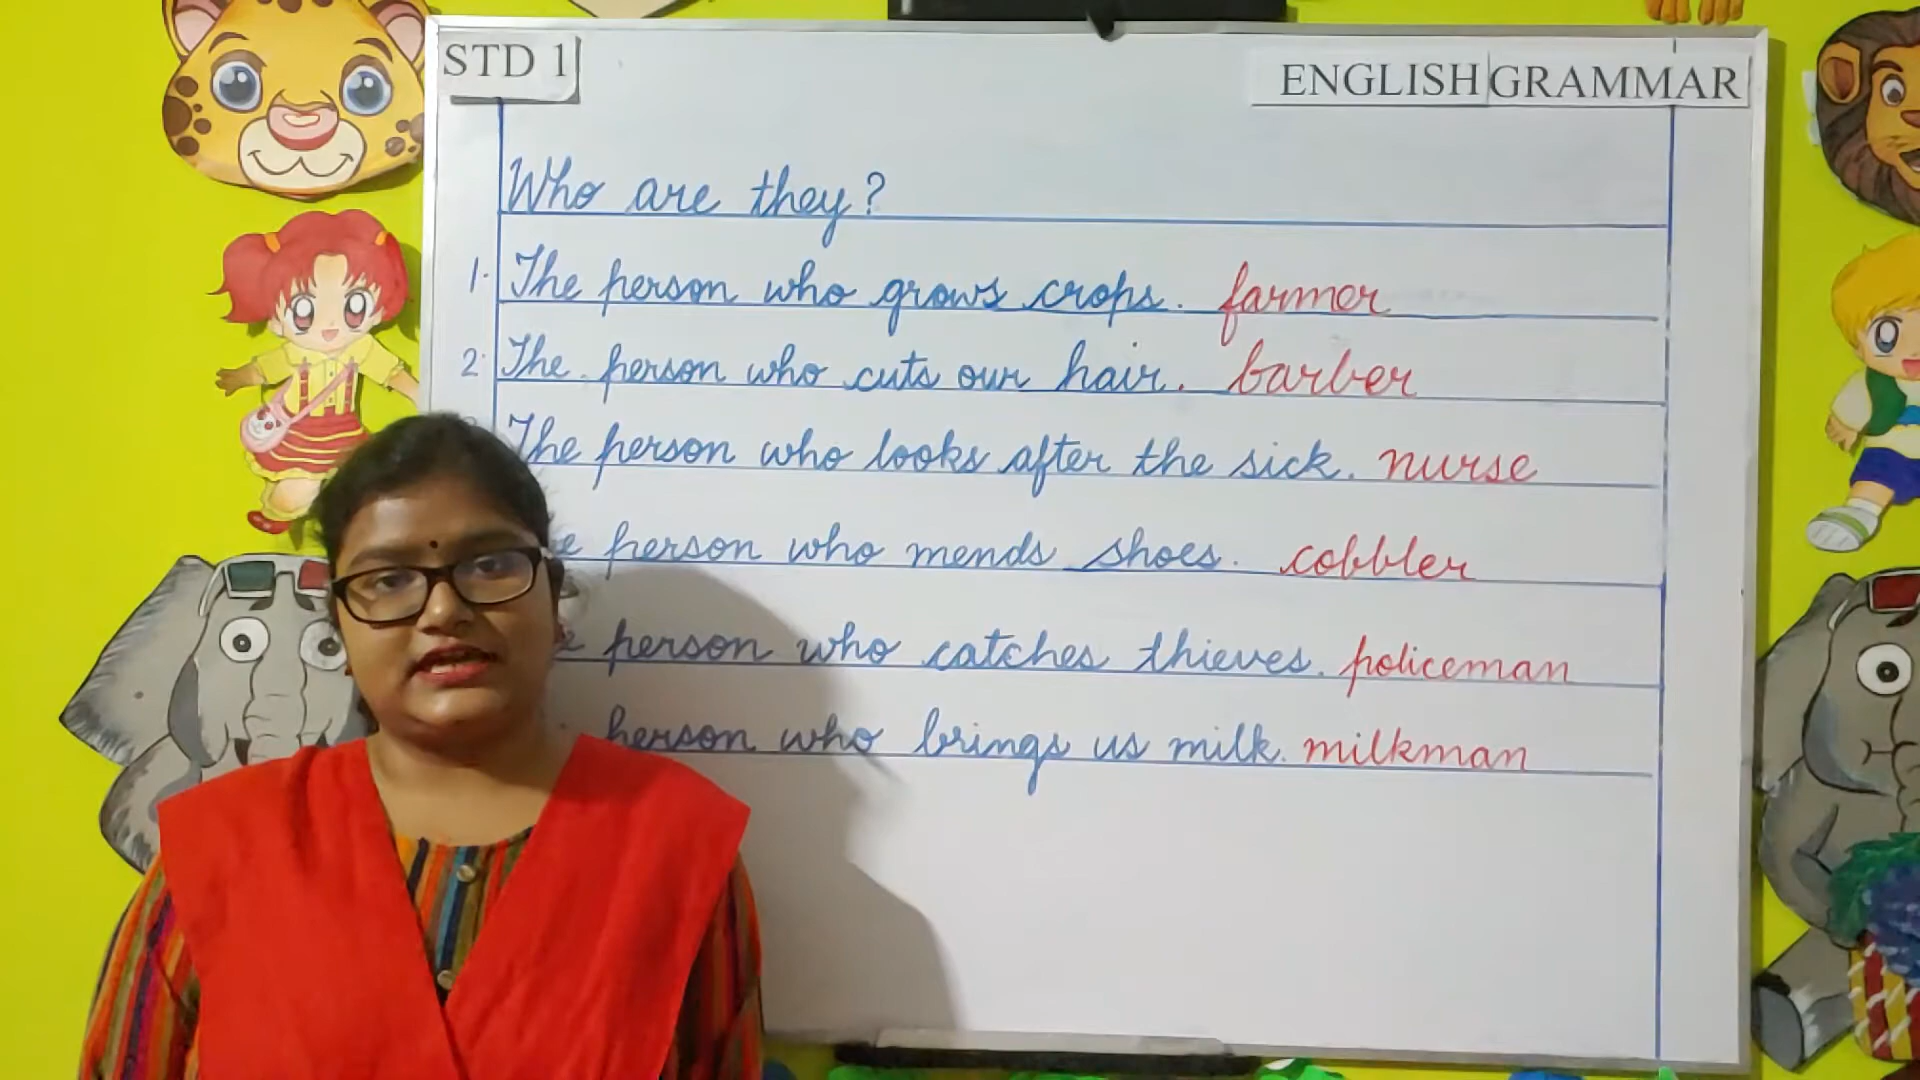 STD 1
ENGLISH GRAMMAR
Who are they?
1. The person who grows crops. farmer
2. The person who cuts our hair. barber
The person who looks after the sick. nurse
person who mends shoes. cobbler
person who catches thieves. policeman
person who brings us milk. milkman